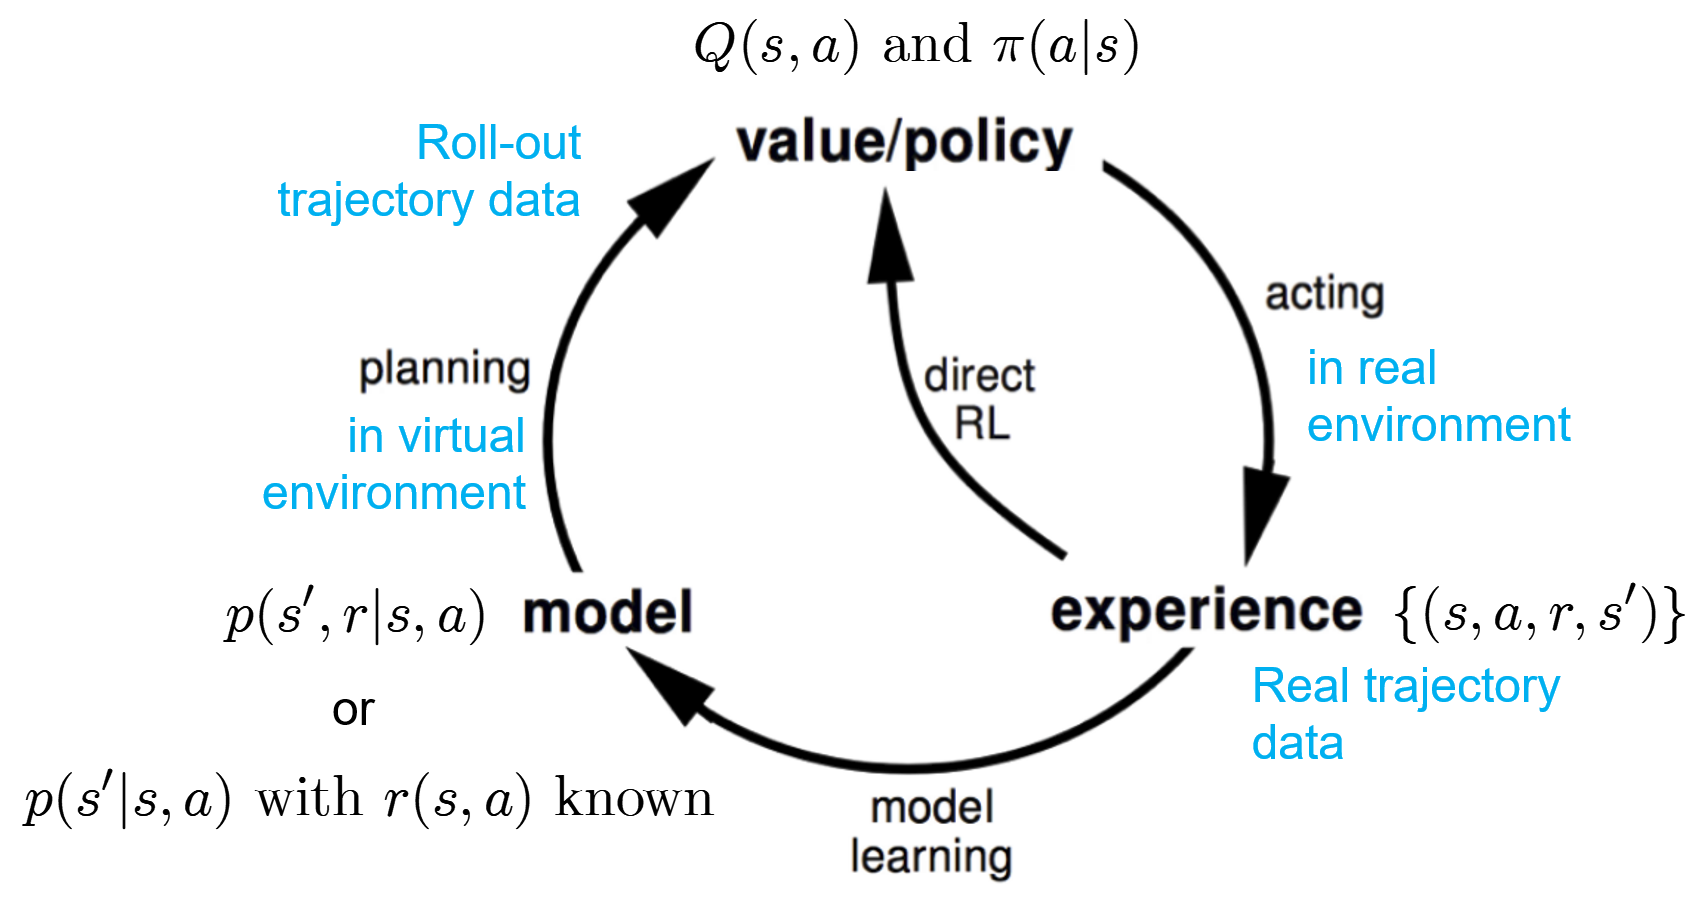 Q(s, a) and π(a|s)
value/policy
Roll-out
trajectory data
acting
in real
environment
direct
RL
planning
in virtual
environment
p(s′, r|s, a) model
experience {(s, a, r, s′)}
Real trajectory
data
or
p(s′|s, a) with r(s, a) known
model
learning